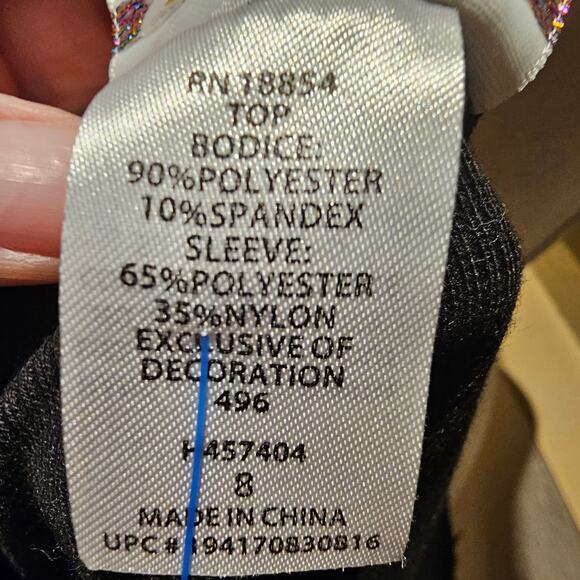 RN 18854
TOP
BODICE:
90%POLYESTER
10%SPANDEX
SLEEVE:
65%POLYESTER
35%NYLON
EXCLUSIVE OF
DECORATION
496
H457404
8
MADE IN CHINA
UPC # 194170830816